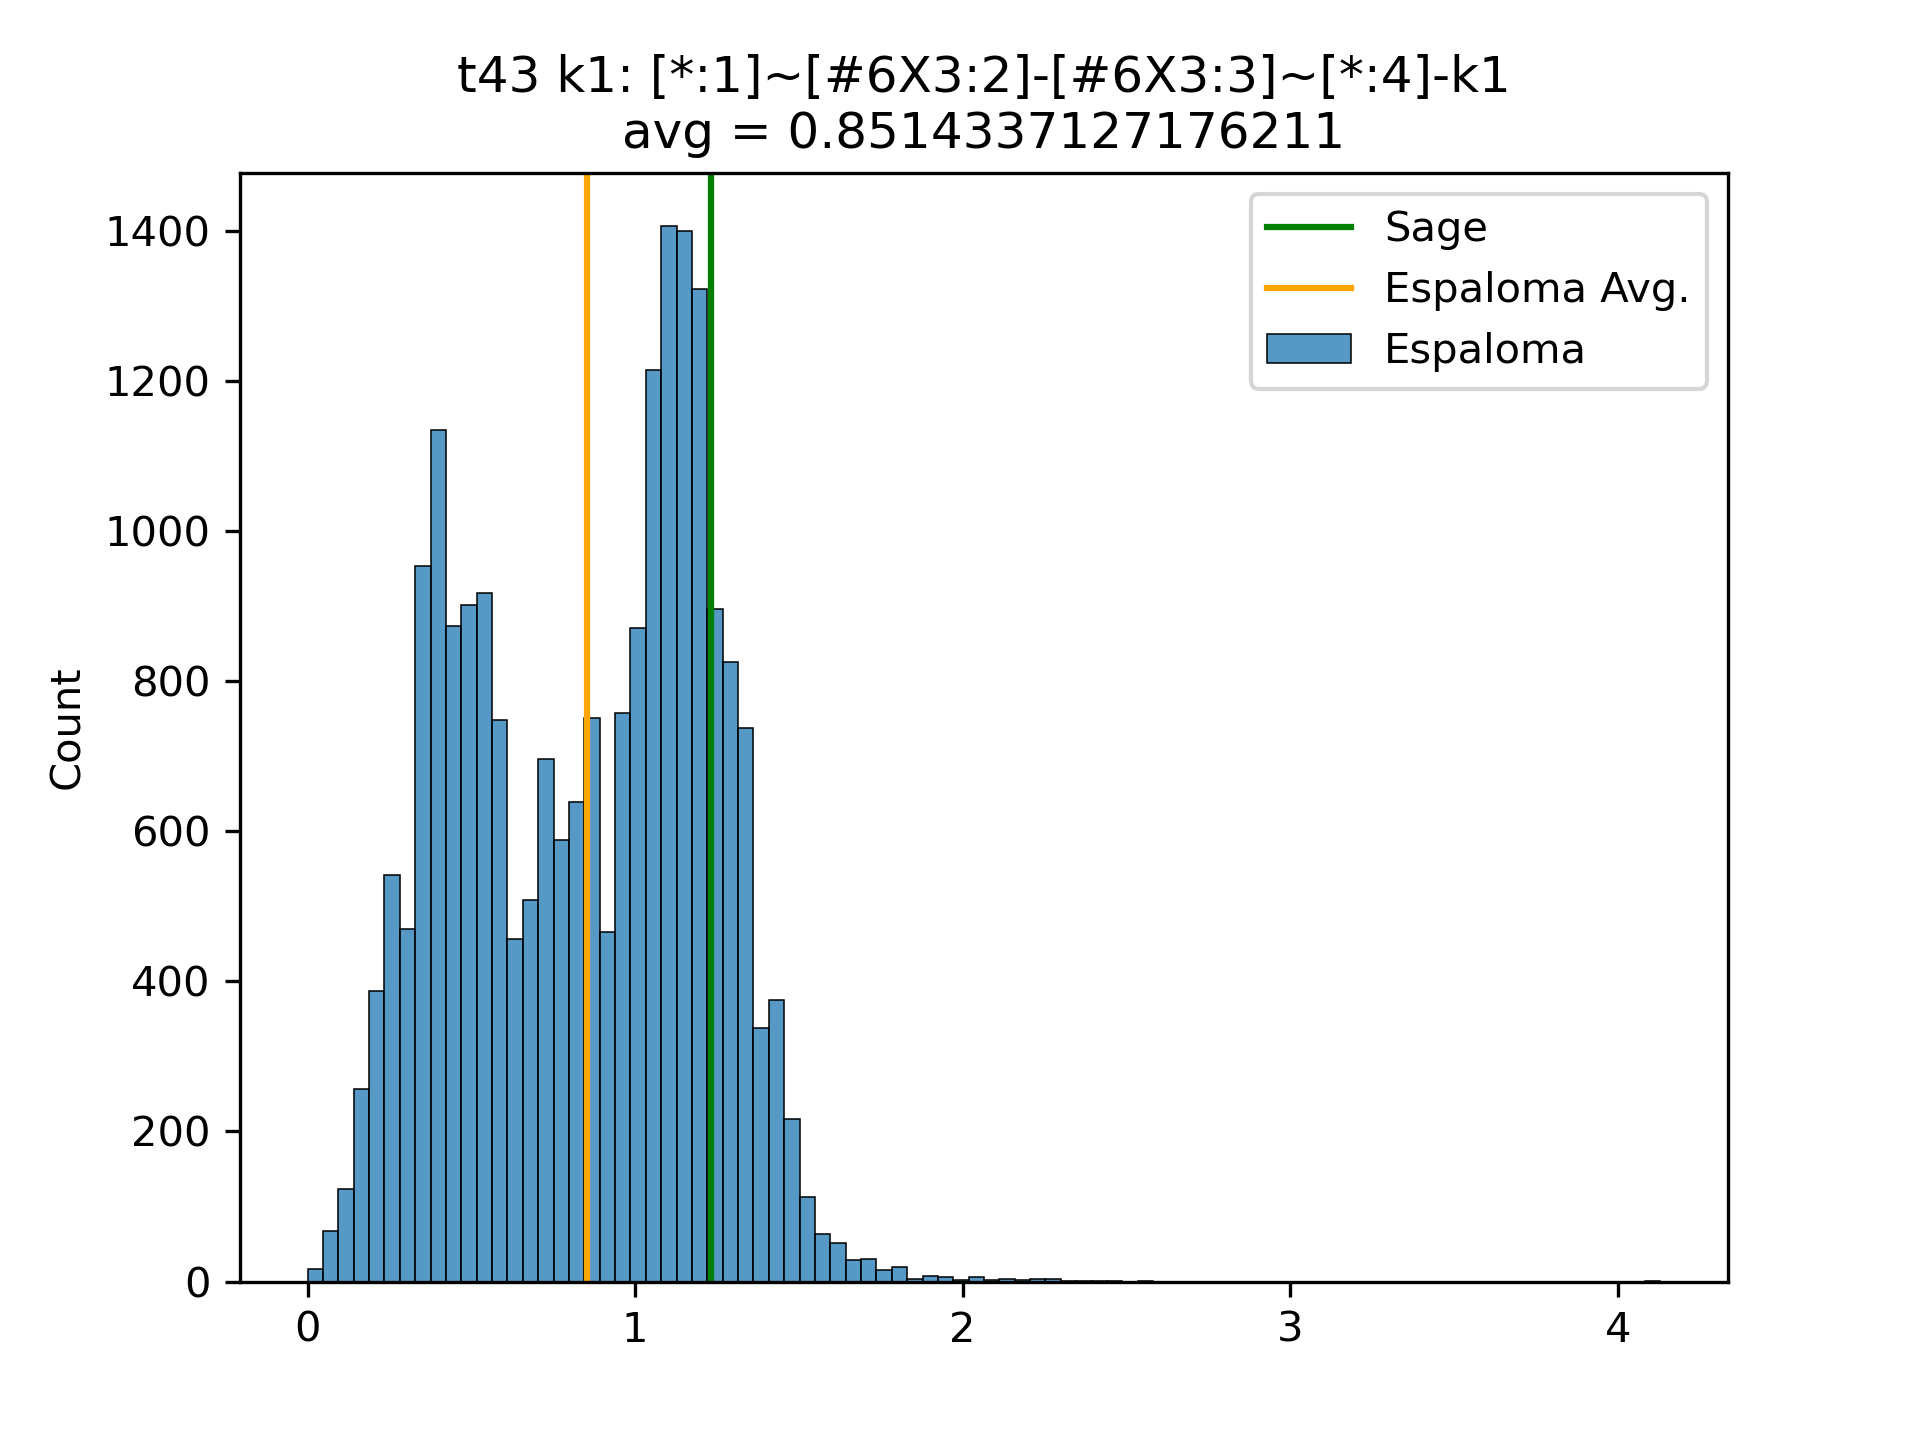 t43 k1: [*:1]~[#6X3:2]-[#6X3:3]~[*:4]-k1
avg = 0.8514337127176211
Sage
Espaloma Avg.
Espaloma
Count
1400
1200
1000
800
600
400
200
0
0 1 2 3 4